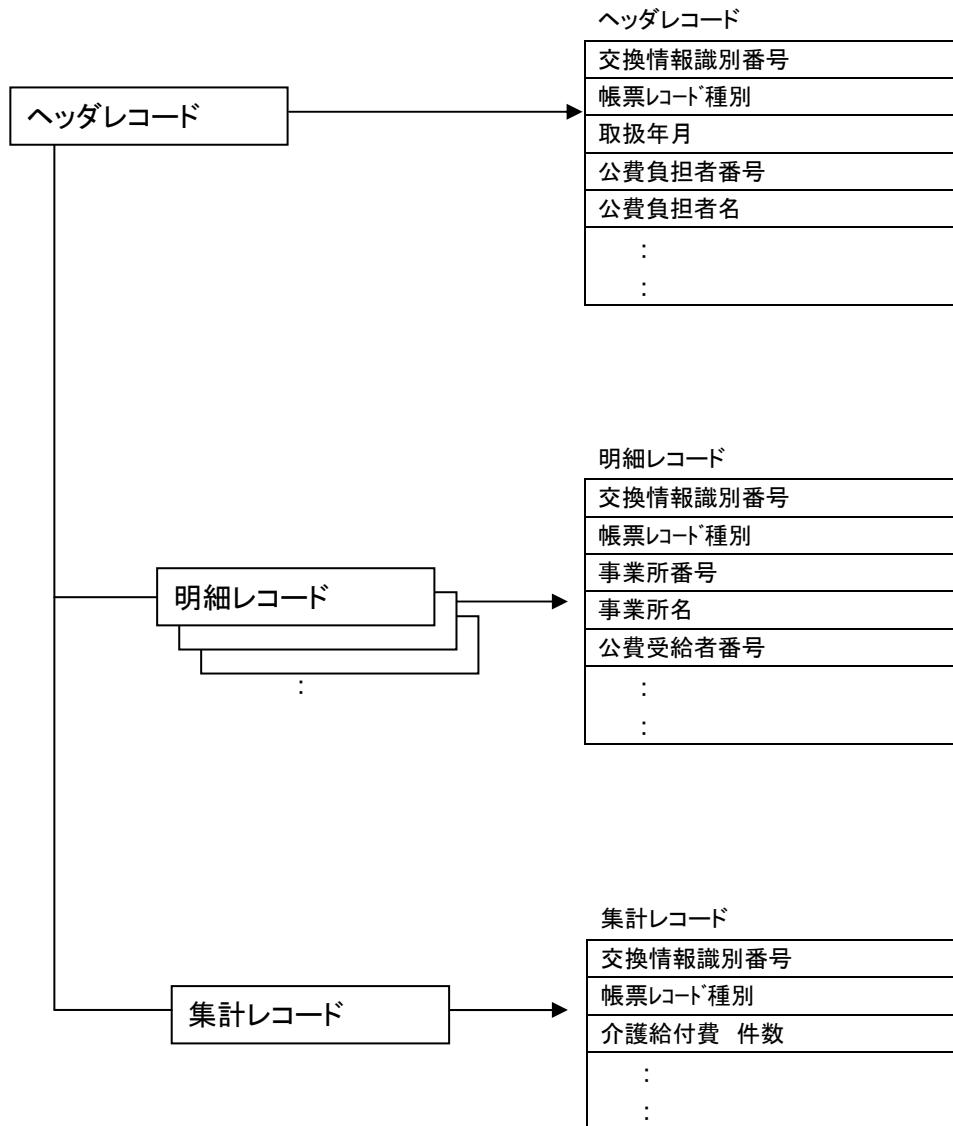 ヘッダレコード
ヘッダレコード
交換情報識別番号
帳票ﾚｺｰﾄﾞ種別
取扱年月
公費負担者番号
公費負担者名
:
:
明細レコード
:
明細レコード
交換情報識別番号
帳票ﾚｺｰﾄﾞ種別
事業所番号
事業所名
公費受給者番号
:
:
集計レコード
集計レコード
交換情報識別番号
帳票ﾚｺｰﾄﾞ種別
介護給付費　件数
:
: